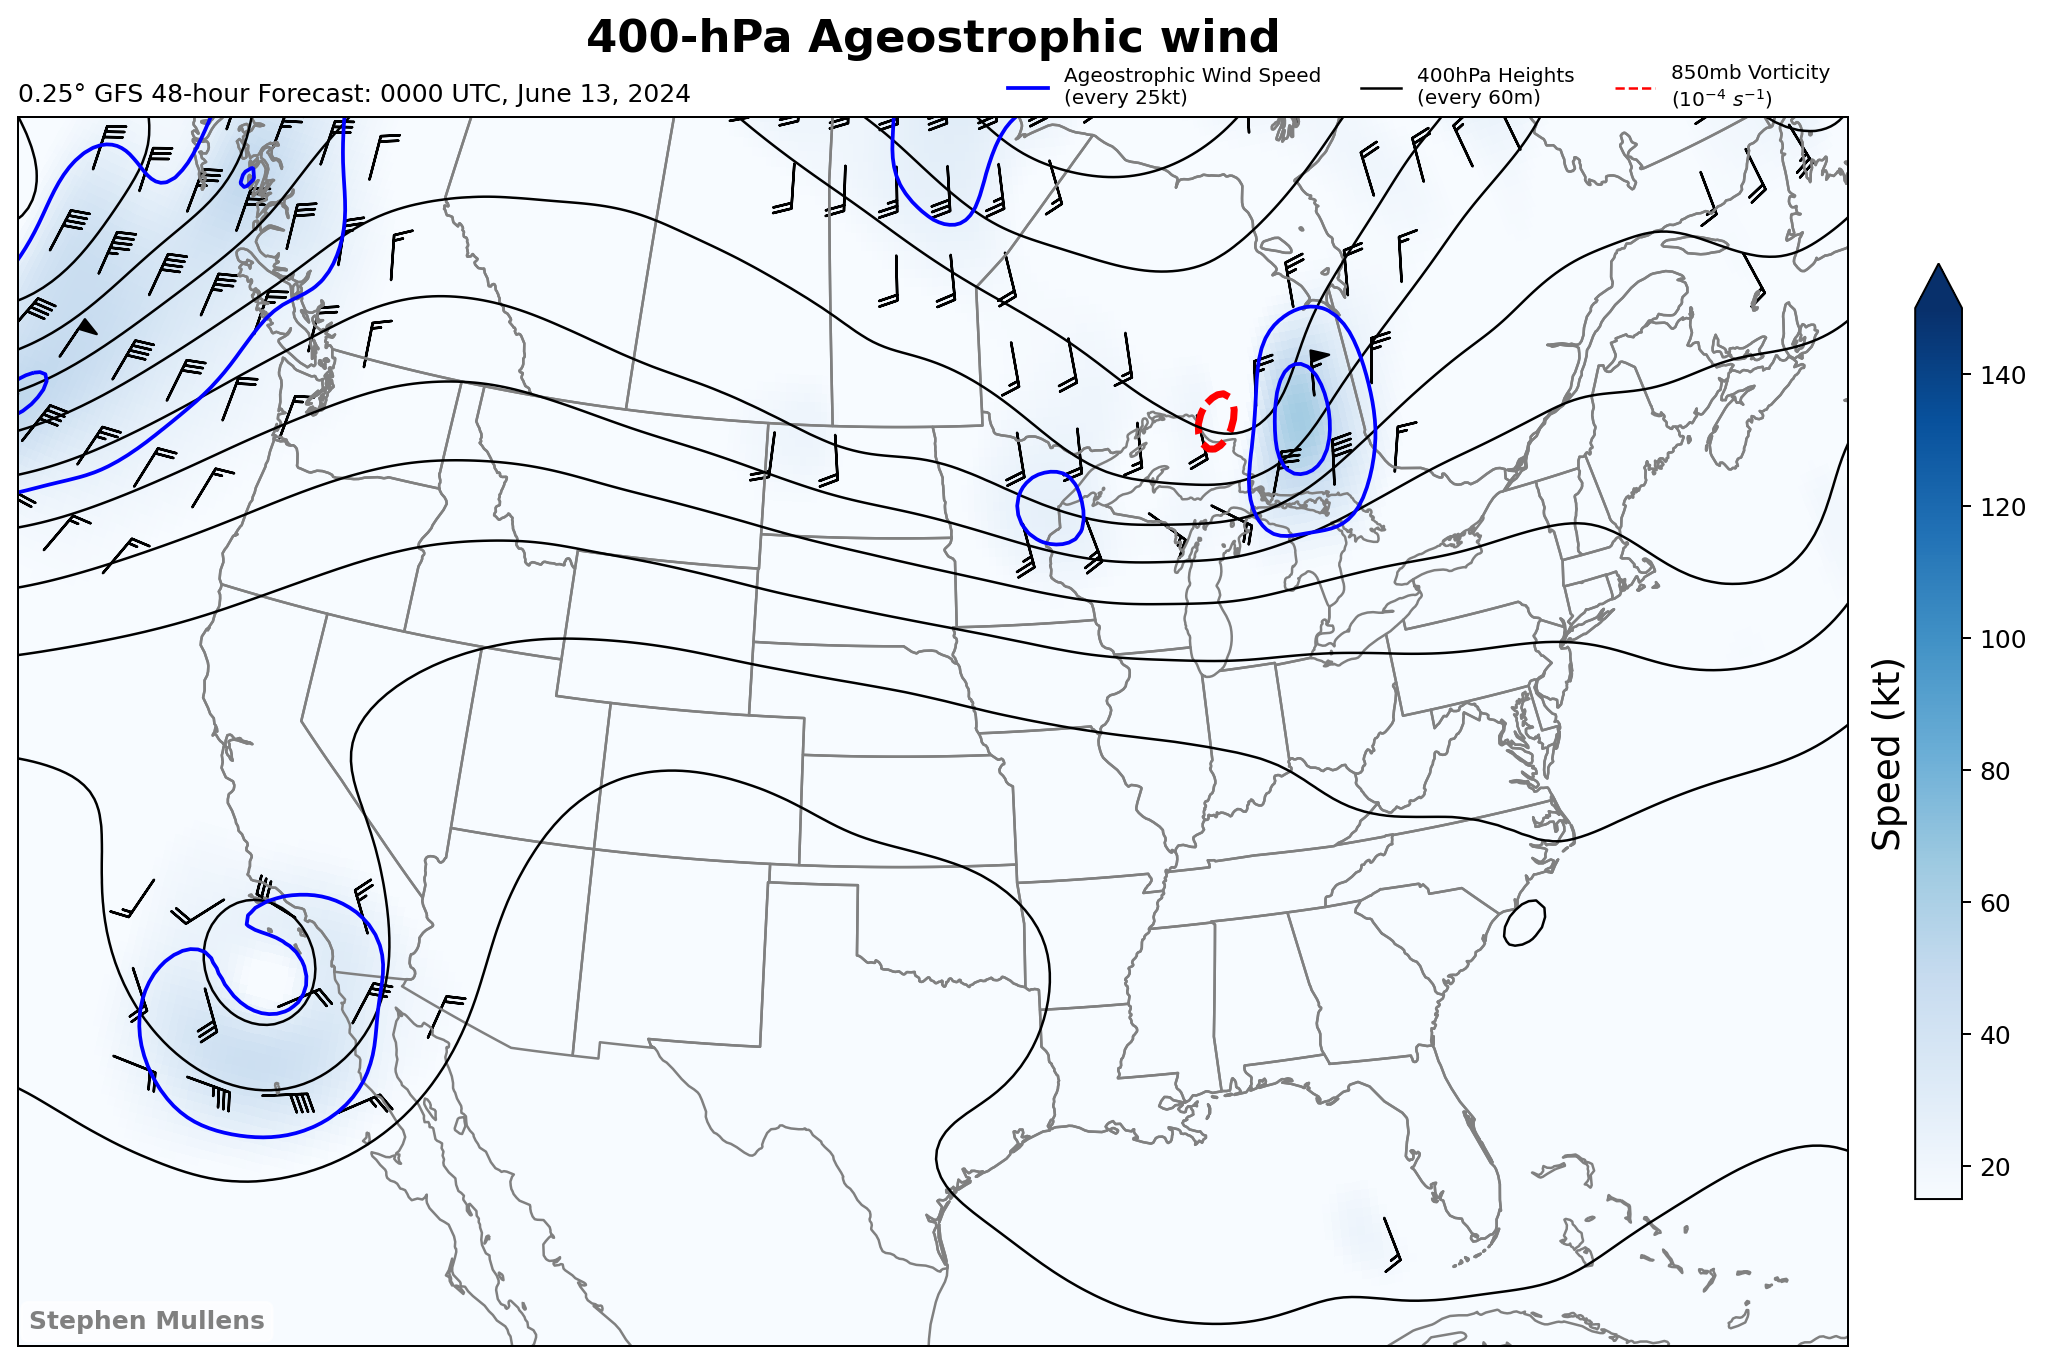 400-hPa Ageostrophic wind
0.25° GFS 48-hour Forecast: 0000 UTC, June 13, 2024
Ageostrophic Wind Speed
(every 25kt)
400hPa Heights
(every 60m)
850mb Vorticity
(10⁻⁴ s⁻¹)
140
120
100
80
60
40
20
Speed (kt)
Stephen Mullens